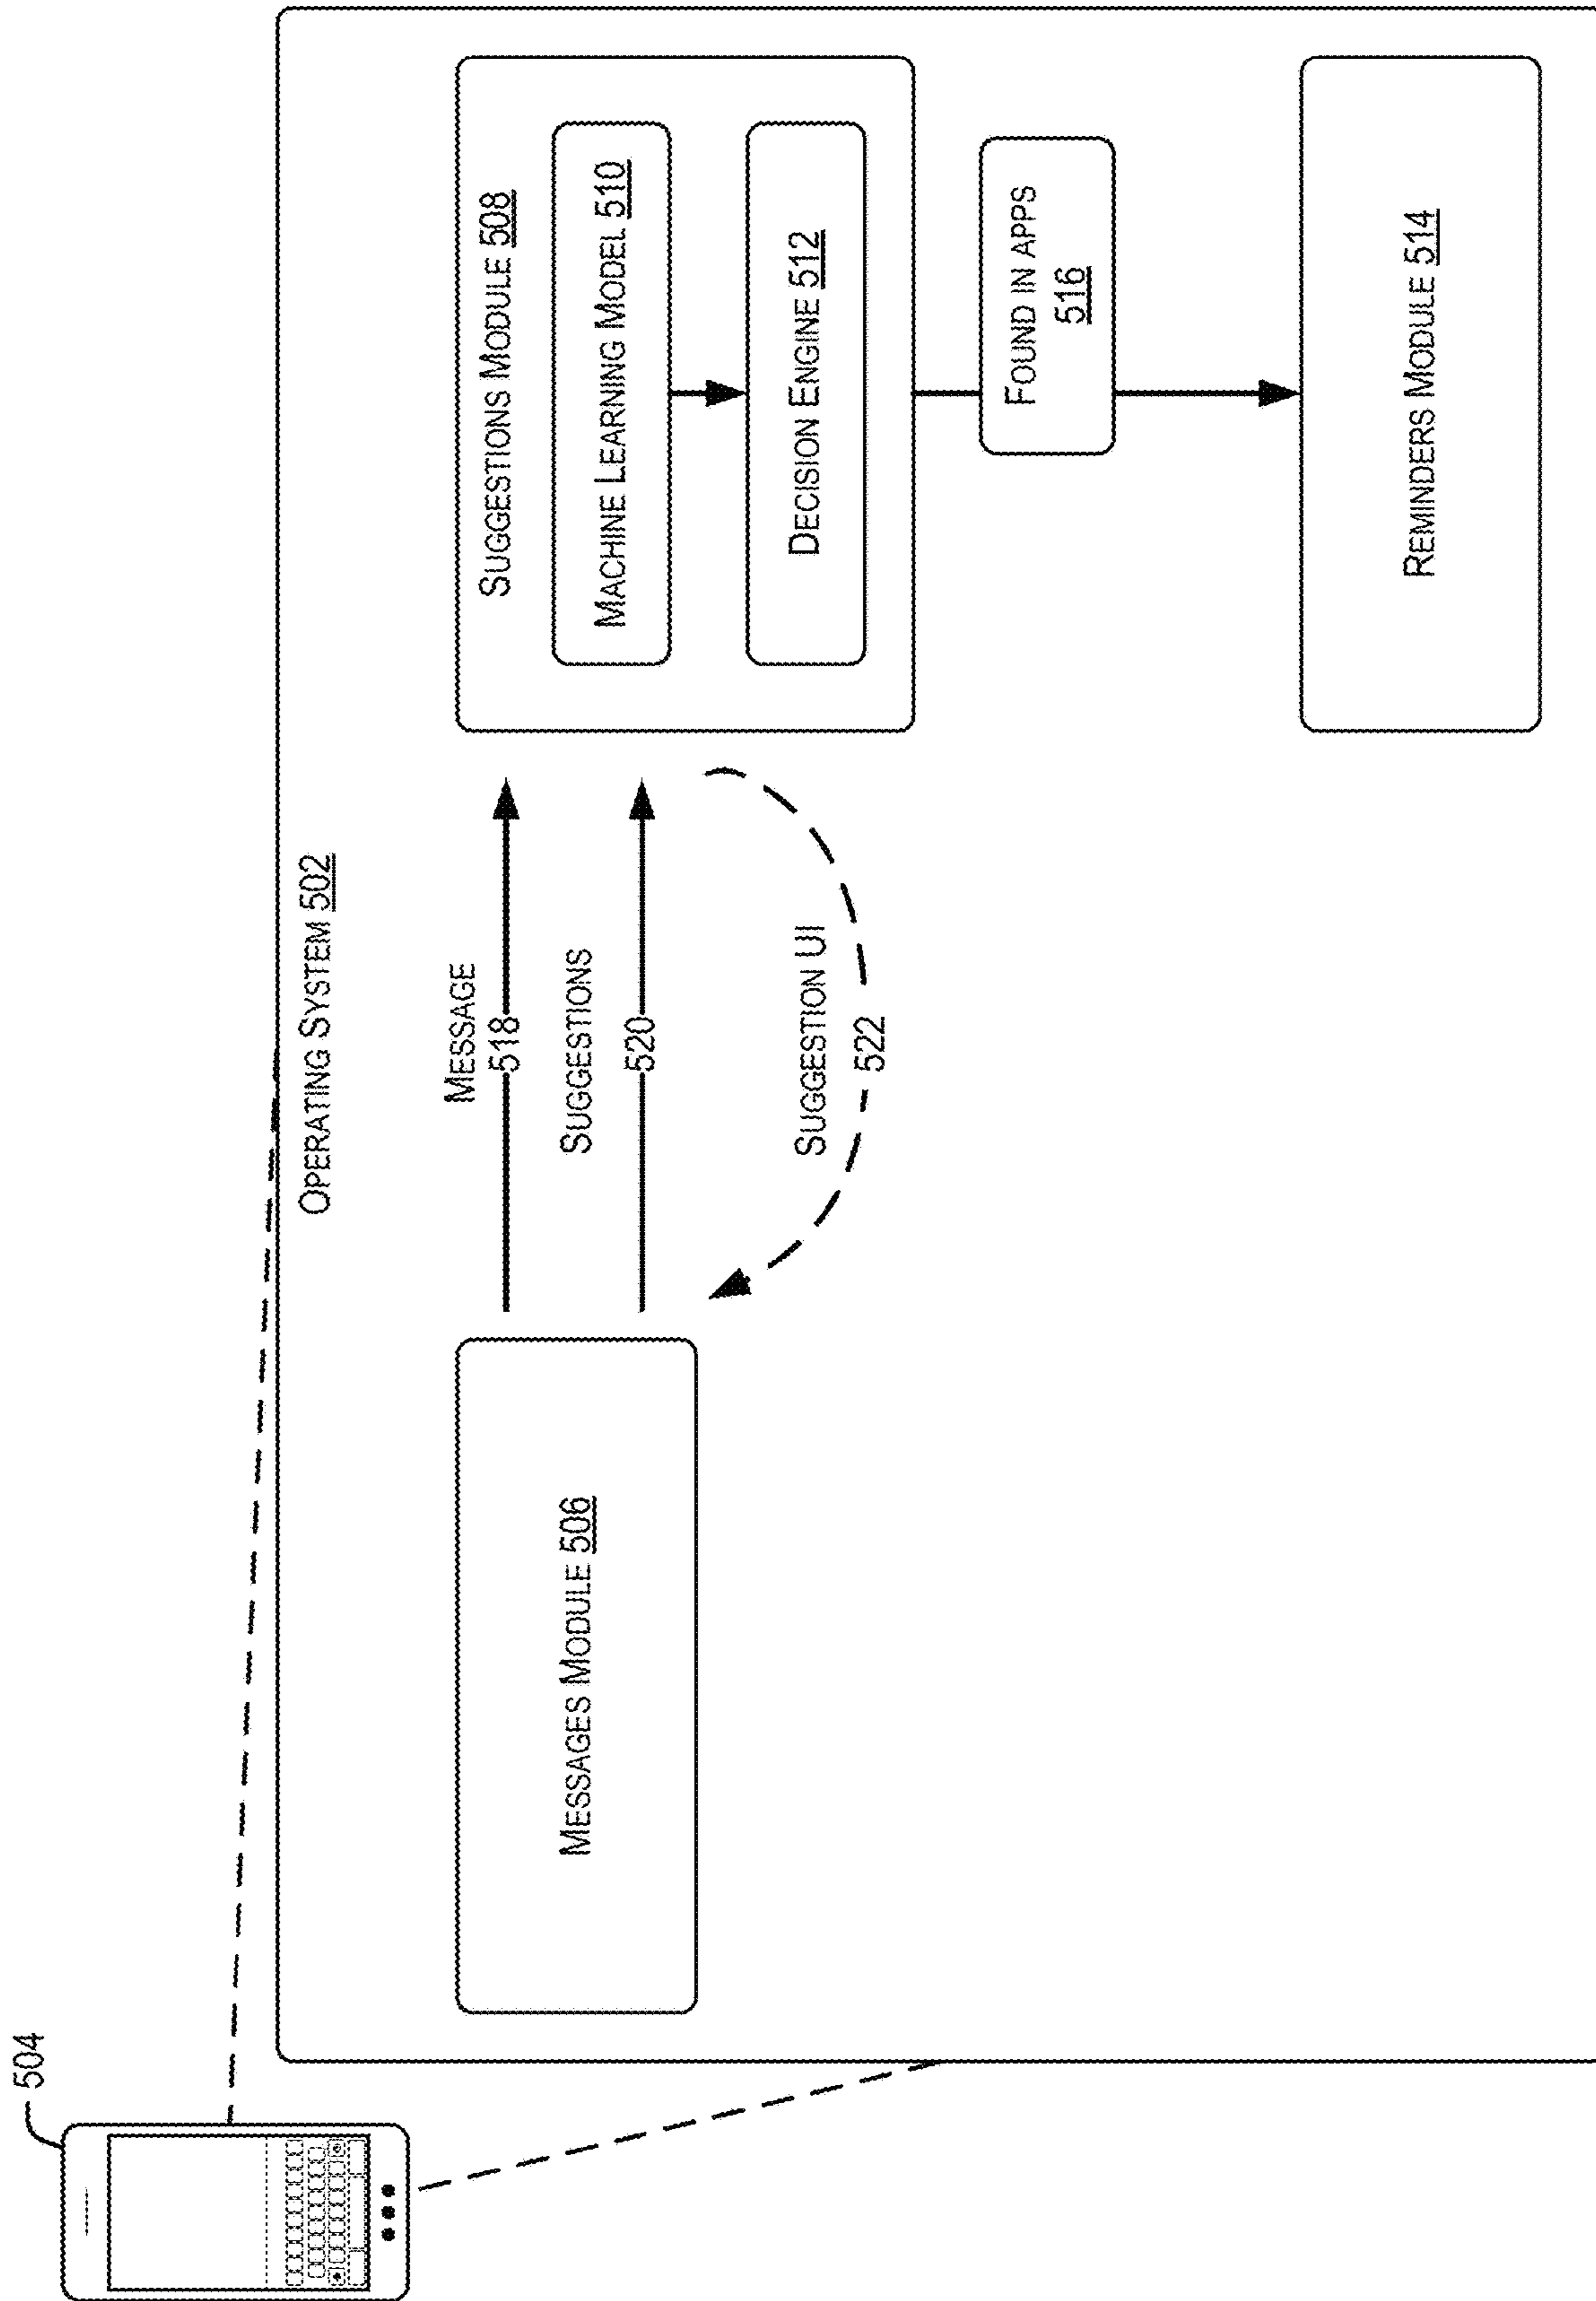 504
OPERATING SYSTEM 502
MESSAGES MODULE 506
MESSAGE
518
SUGGESTIONS
520
SUGGESTION UI
522
SUGGESTIONS MODULE 508
MACHINE LEARNING MODEL 510
DECISION ENGINE 512
FOUND IN APPS
516
REMINDERS MODULE 514